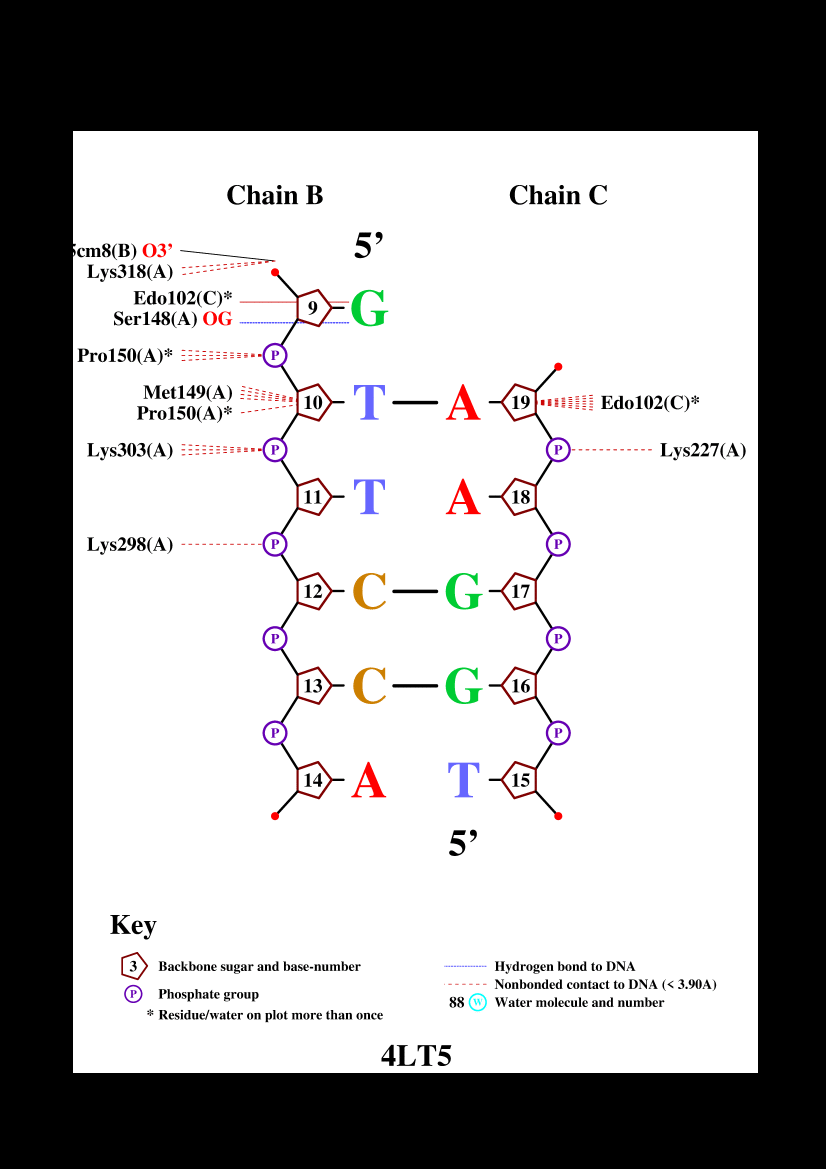 Chain B Chain C
5cm8(B) O3’
5’
Lys318(A)
Edo102(C)*
9 G
Ser148(A) OG
Pro150(A)* P
Met149(A)
10 T A 19 Edo102(C)*
Pro150(A)*
Lys303(A) P P Lys227(A)
11 T A 18
Lys298(A) P P
12 C G 17
P P
13 C G 16
P P
14 A T 15
5’
Key
3 Backbone sugar and base-number
P Phosphate group
* Residue/water on plot more than once
Hydrogen bond to DNA
Nonbonded contact to DNA (< 3.90A)
88 W Water molecule and number
4LT5